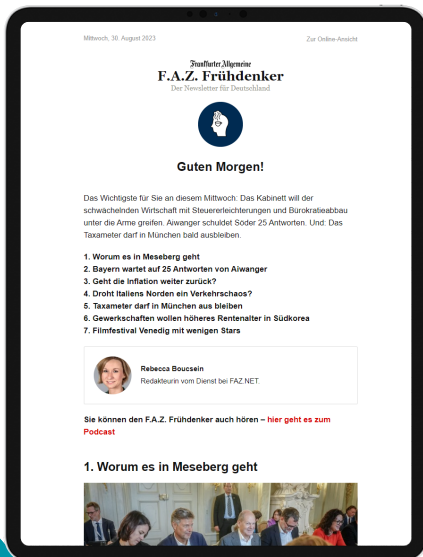 Mittwoch, 30. August 2023
Zur Online-Ansicht
Frankfurter Allgemeine
F.A.Z. Frühdenker
Der Newsletter für Deutschland
Guten Morgen!
Das Wichtigste für Sie an diesem Mittwoch: Das Kabinett will der
schwächelnden Wirtschaft mit Steuererleichterungen und Bürokratieabbau
unter die Arme greifen. Aiwanger schuldet Söder 25 Antworten. Und: Das
Taxameter darf in München bald ausbleiben.
1. Worum es in Meseberg geht
2. Bayern wartet auf 25 Antworten von Aiwanger
3. Geht die Inflation weiter zurück?
4. Droht Italiens Norden ein Verkehrschaos?
5. Taxameter darf in München aus bleiben
6. Gewerkschaften wollen höheres Rentenalter in Südkorea
7. Filmfestival Venedig mit wenigen Stars
Rebecca Boucsein
Redakteurin vom Dienst bei FAZ.NET.
Sie können den F.A.Z. Frühdenker auch hören – hier geht es zum
Podcast
1. Worum es in Meseberg geht